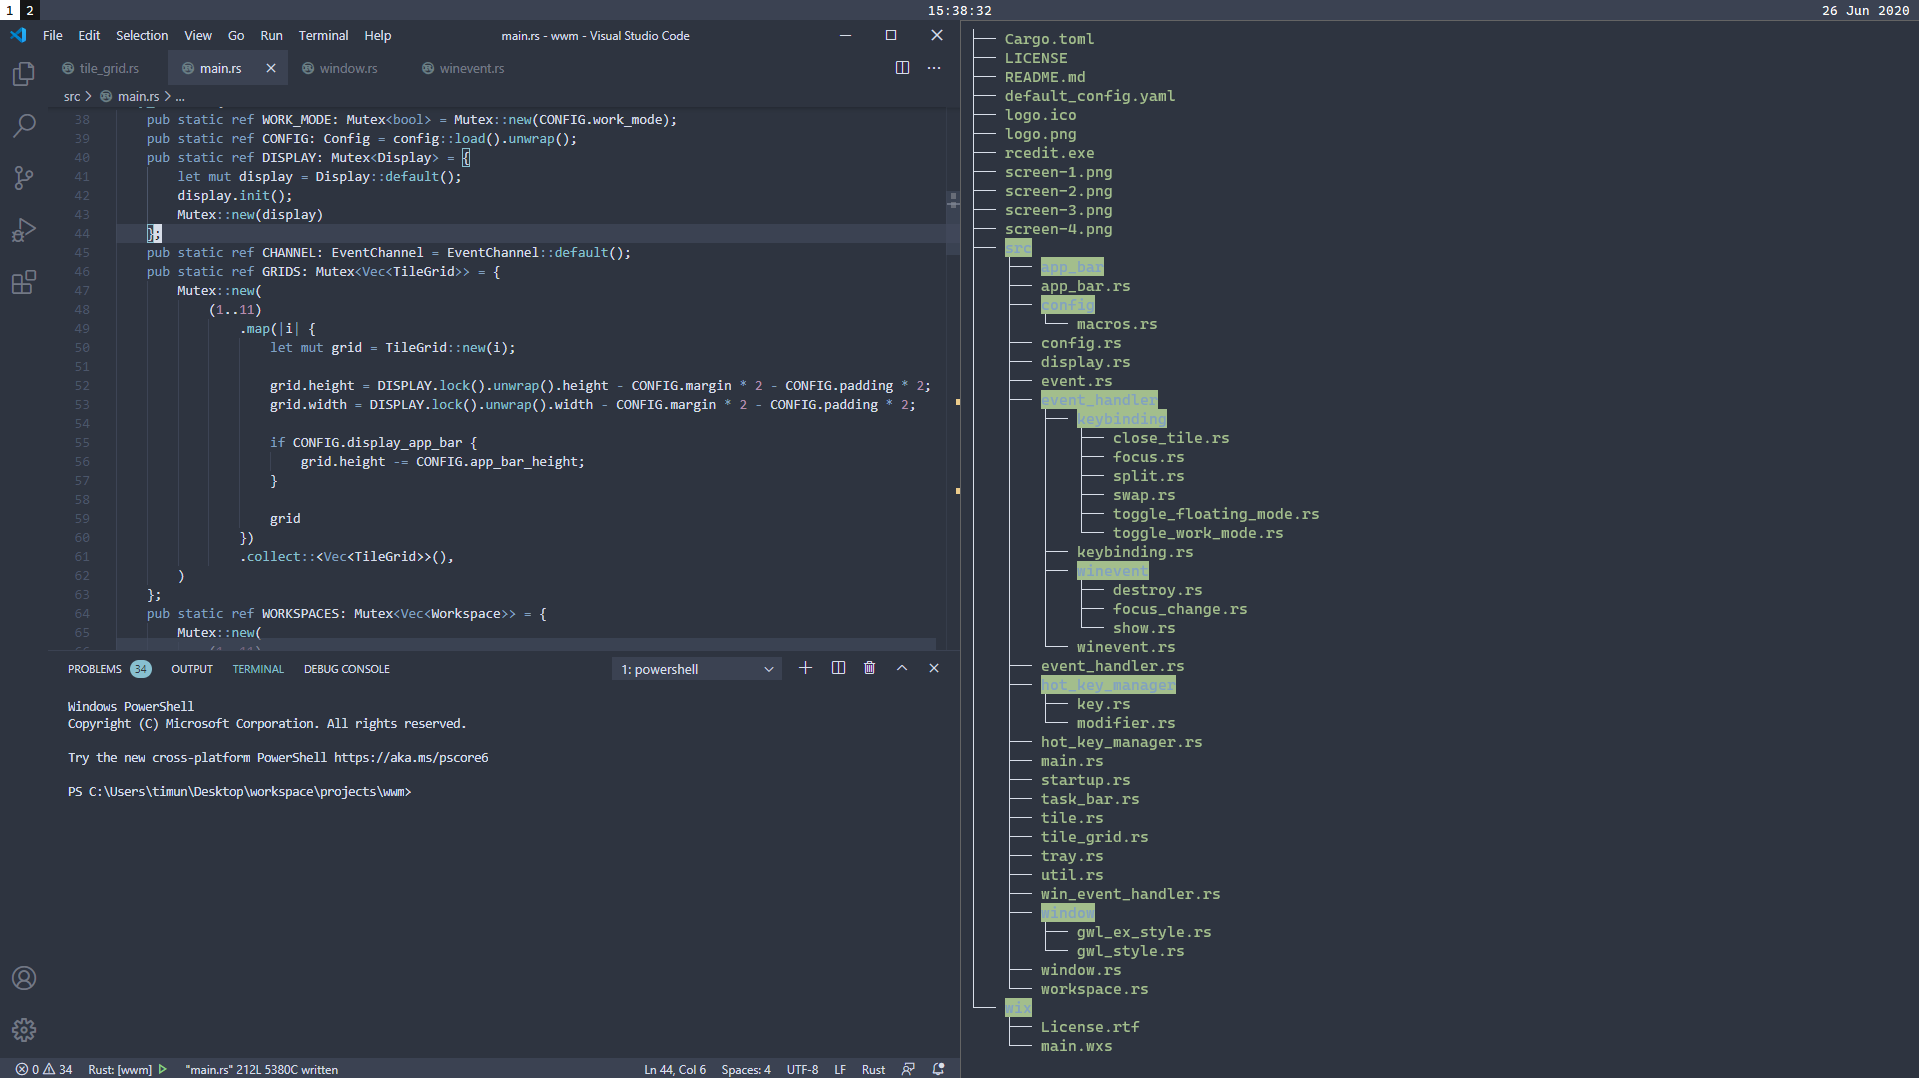 1 2 15:38:32 26 Jun 2020
File Edit Selection View Go Run Terminal Help main.rs - wwm - Visual Studio Code
tile_grid.rs main.rs window.rs winevent.rs
src > main.rs > ...
38 pub static ref WORK_MODE: Mutex<bool> = Mutex::new(CONFIG.work_mode);
39 pub static ref CONFIG: Config = config::load().unwrap();
40 pub static ref DISPLAY: Mutex<Display> = {
41 let mut display = Display::default();
42 display.init();
43 Mutex::new(display)
44 };
45 pub static ref CHANNEL: EventChannel = EventChannel::default();
46 pub static ref GRIDS: Mutex<Vec<TileGrid>> = {
47 Mutex::new(
48 (1..11)
49 .map(|i| {
50 let mut grid = TileGrid::new(i);
51
52 grid.height = DISPLAY.lock().unwrap().height - CONFIG.margin * 2 - CONFIG.padding * 2;
53 grid.width = DISPLAY.lock().unwrap().width - CONFIG.margin * 2 - CONFIG.padding * 2;
54
55 if CONFIG.display_app_bar {
56 grid.height -= CONFIG.app_bar_height;
57 }
58
59 grid
60 })
61 .collect::<Vec<TileGrid>>(),
62 )
63 };
64 pub static ref WORKSPACES: Mutex<Vec<Workspace>> = {
65 Mutex::new(
PROBLEMS 34 OUTPUT TERMINAL DEBUG CONSOLE 1: powershell
Windows PowerShell
Copyright (C) Microsoft Corporation. All rights reserved.
Try the new cross-platform PowerShell https://aka.ms/pscore6
PS C:\Users\timun\Desktop\workspace\projects\wwm>
0 34 Rust: [wwm] "main.rs" 212L 5380C written Ln 44, Col 6 Spaces: 4 UTF-8 LF Rust
Cargo.toml
LICENSE
README.md
default_config.yaml
logo.ico
logo.png
rcedit.exe
screen-1.png
screen-2.png
screen-3.png
screen-4.png
src
app_bar
app_bar.rs
config
macros.rs
config.rs
display.rs
event.rs
event_handler
keybinding
close_tile.rs
focus.rs
split.rs
swap.rs
toggle_floating_mode.rs
toggle_work_mode.rs
keybinding.rs
winevent
destroy.rs
focus_change.rs
show.rs
winevent.rs
event_handler.rs
hot_key_manager
key.rs
modifier.rs
hot_key_manager.rs
main.rs
startup.rs
task_bar.rs
tile.rs
tile_grid.rs
tray.rs
util.rs
win_event_handler.rs
window
gwl_ex_style.rs
gwl_style.rs
window.rs
workspace.rs
wix
License.rtf
main.wxs